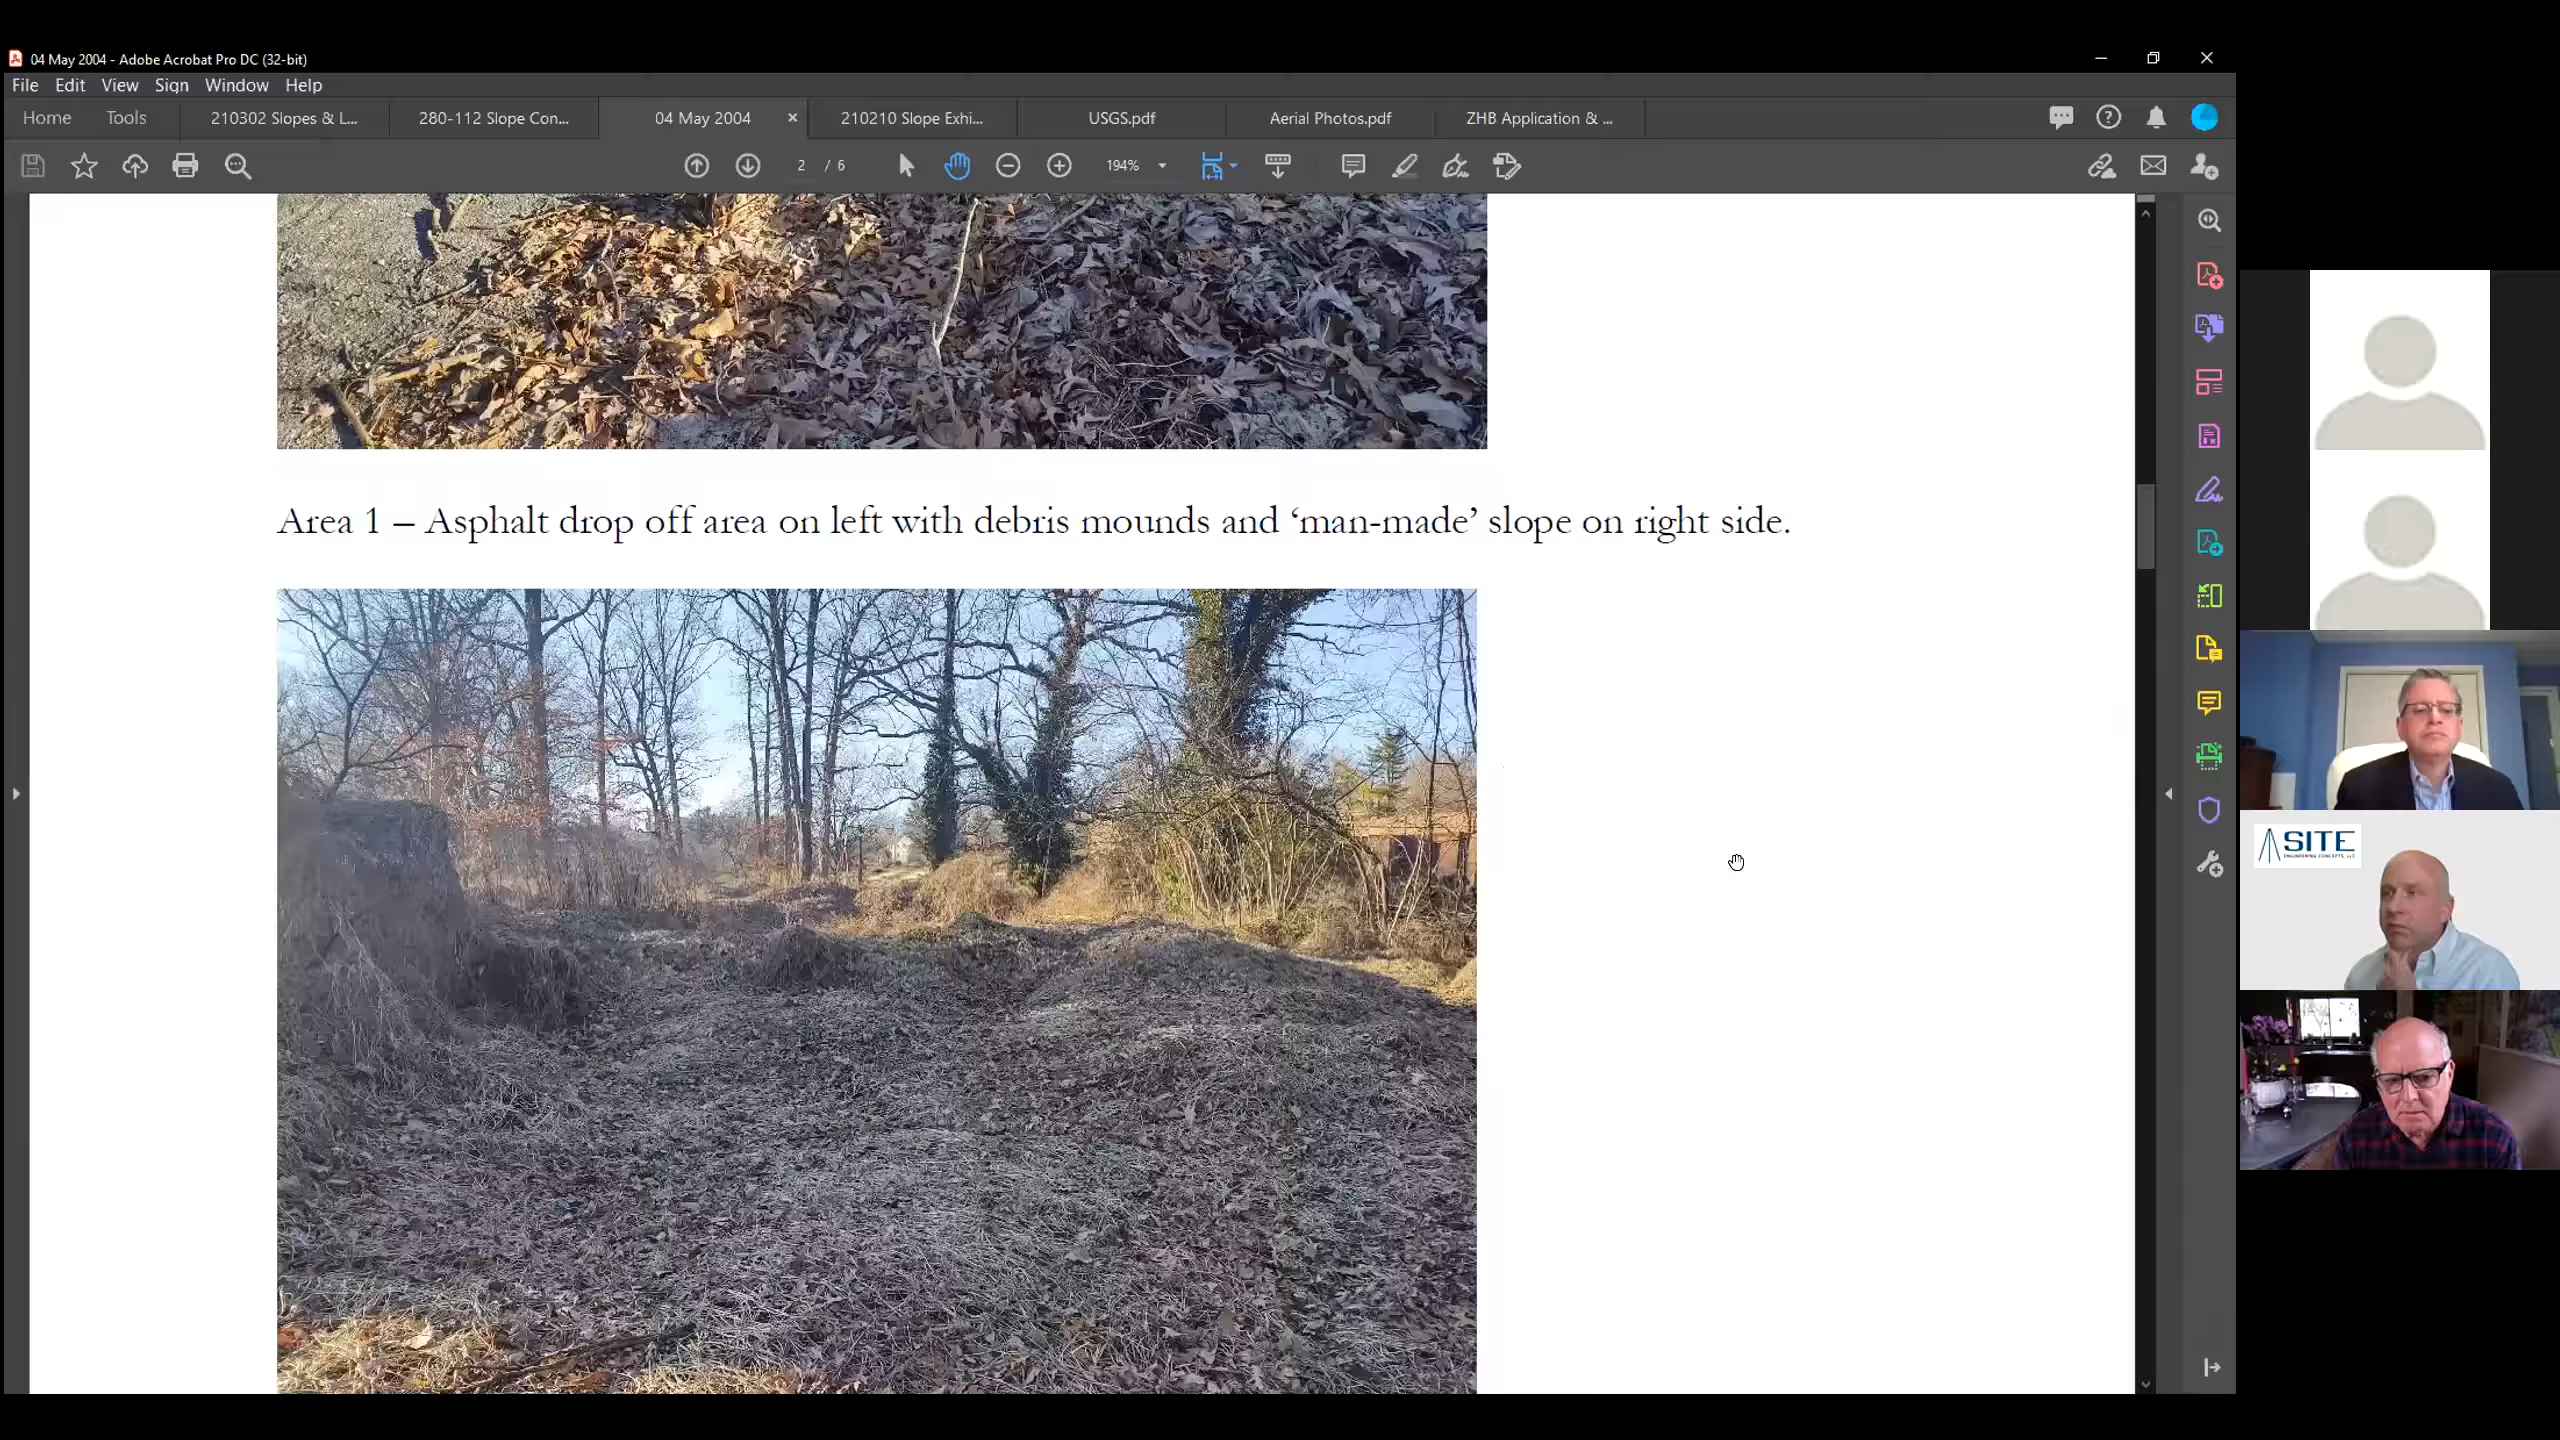 04 May 2004 - Adobe Acrobat Pro DC (32-bit)
File Edit View Sign Window Help
Home Tools 210302 Slopes & L... 280-112 Slope Con... 04 May 2004 210210 Slope Exhi... USGS.pdf Aerial Photos.pdf ZHB Application & ...
2 / 6 194%
Area 1 – Asphalt drop off area on left with debris mounds and ‘man-made’ slope on right side.
SITE
ENGINEERING CONCEPTS, LLC